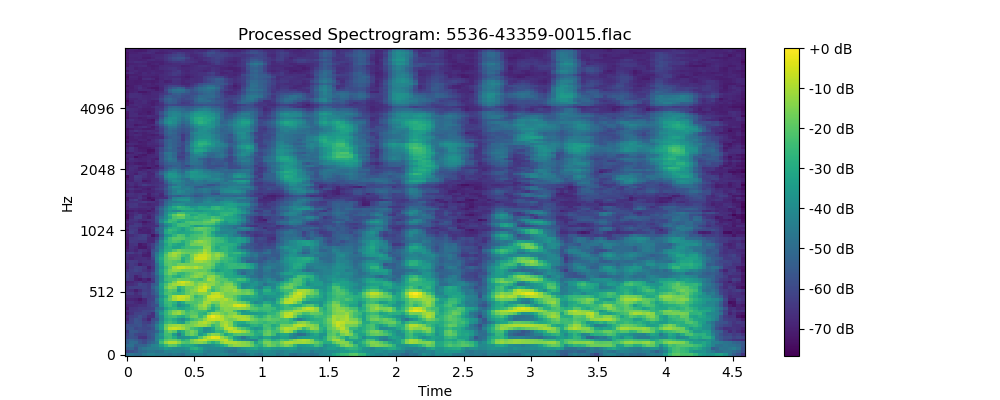 Processed Spectrogram: 5536-43359-0015.flac
Hz
4096
2048
1024
512
0
0 0.5 1 1.5 2 2.5 3 3.5 4 4.5
Time
+0 dB
-10 dB
-20 dB
-30 dB
-40 dB
-50 dB
-60 dB
-70 dB